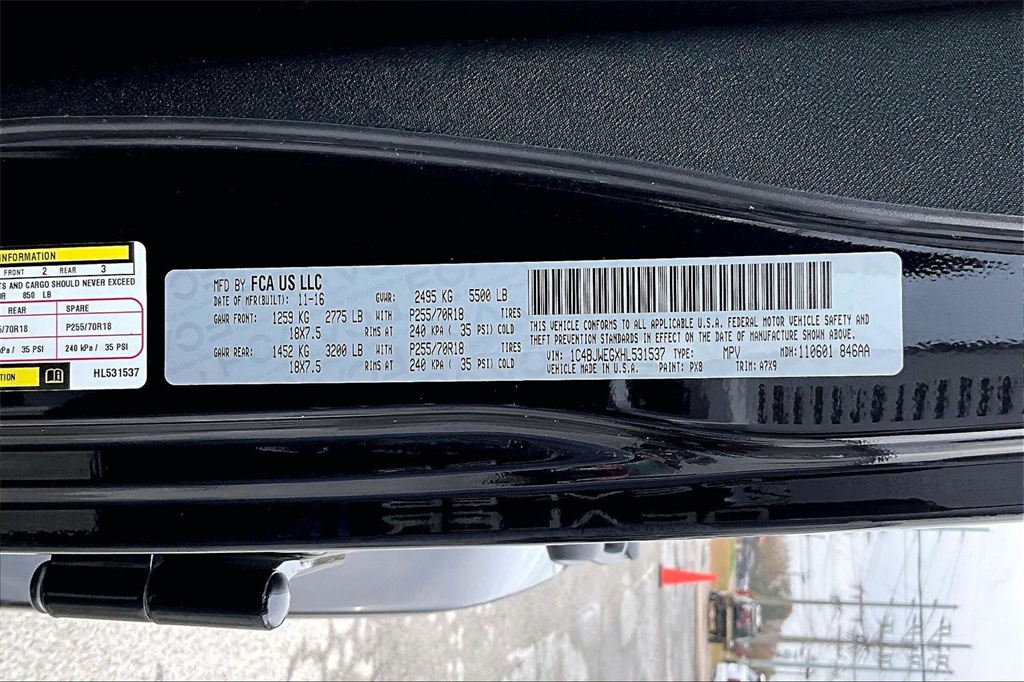 INFORMATION
FRONT 2 REAR 3
TS AND CARGO SHOULD NEVER EXCEED
OR 850 LB
SPARE
5/70R18 P255/70R18
kPa/ 35 PSI 240 kPa/ 35 PSI
TION
HL531537
MFD BY FCA US LLC
DATE OF MFR(BUILT): 11-16 GVWR: 2495 KG 5500 LB
GAWR FRONT: 1259 KG 2775 LB P255/70R18 TIRES
18X7.5 RIMS AT 240 KPA ( 35 PSI) COLD
GAWR REAR: 1452 KG 3200 LB P255/70R18 TIRES
18X7.5 RIMS AT 240 KPA ( 35 PSI) COLD
THIS VEHICLE CONFORMS TO ALL APPLICABLE U.S.A. FEDERAL MOTOR VEHICLE SAFETY AND
THEFT PREVENTION STANDARDS IN EFFECT ON THE DATE OF MANUFACTURE SHOWN ABOVE.
VIN: 1C4BJWEGXHL531537 TYPE: MPV MDH:110601 846AA
VEHICLE MADE IN U.S.A. PAINT: PX8 TRIM: A7X9